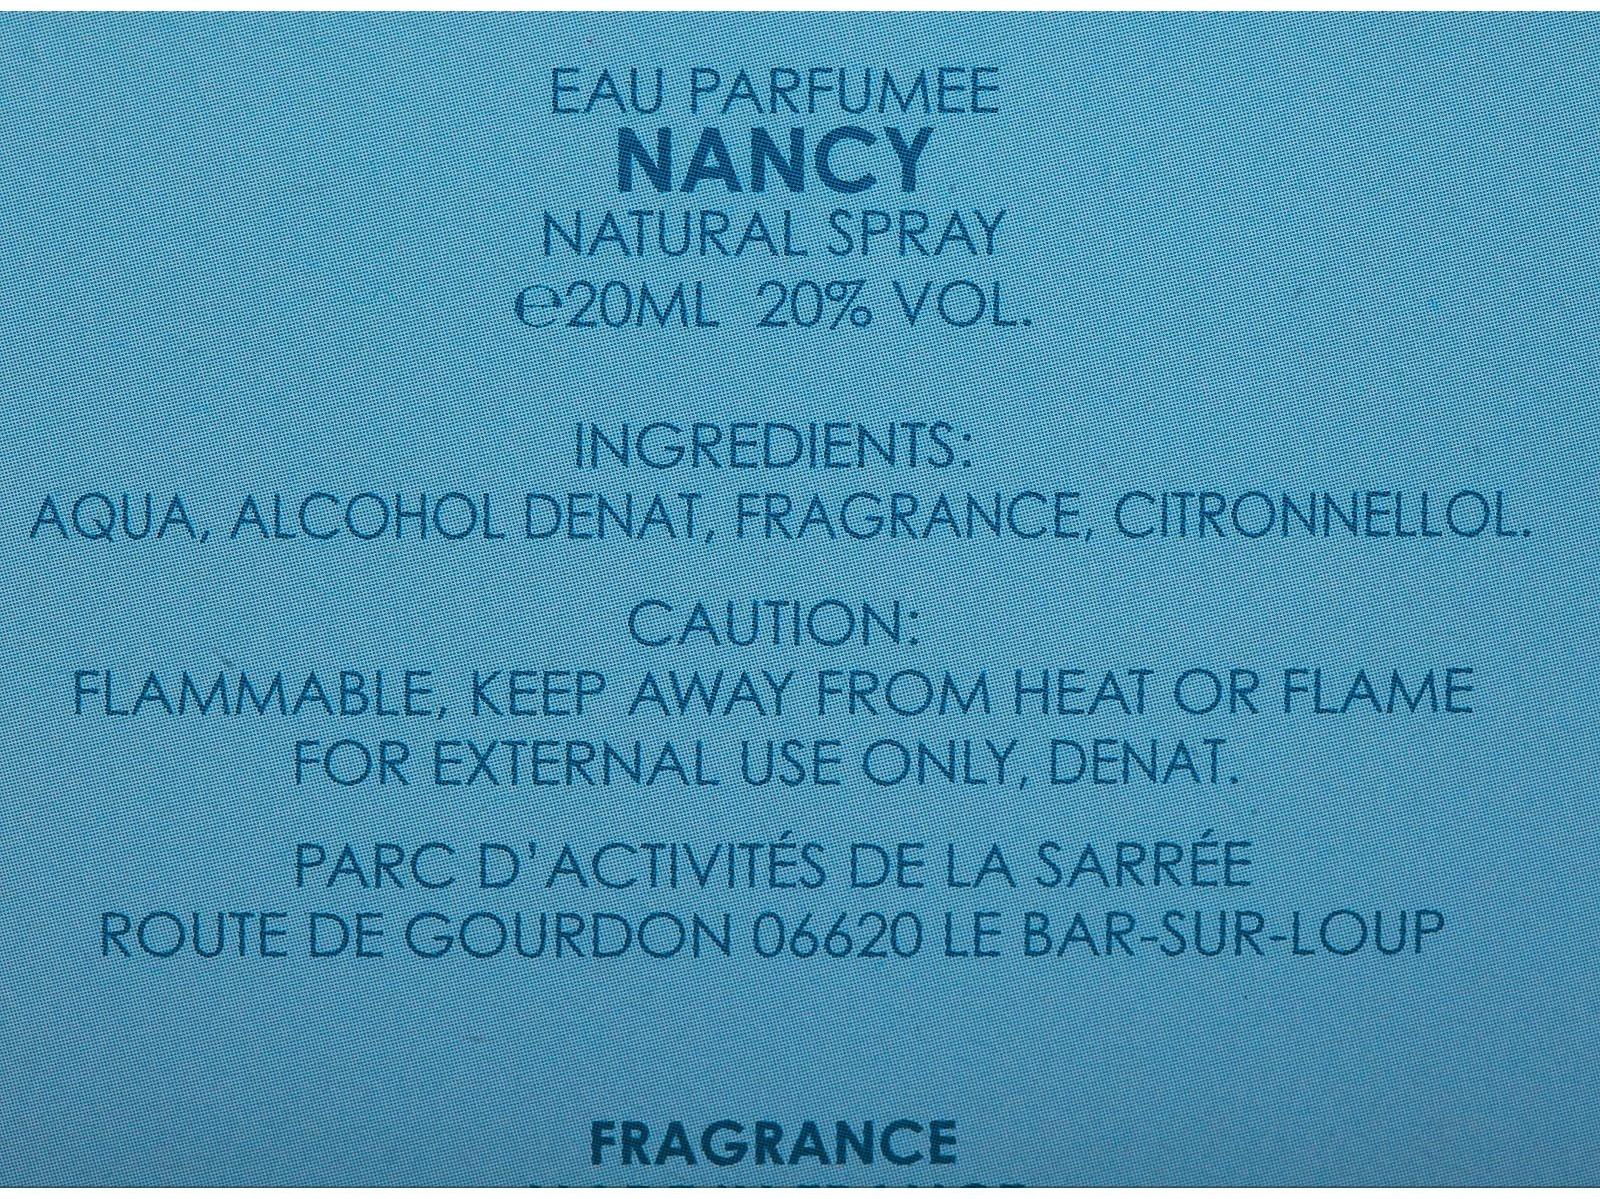 EAU PARFUMEE
NANCY
NATURAL SPRAY
℮20ML 20% VOL.
INGREDIENTS:
AQUA, ALCOHOL DENAT, FRAGRANCE, CITRONNELLOL.
CAUTION:
FLAMMABLE, KEEP AWAY FROM HEAT OR FLAME
FOR EXTERNAL USE ONLY, DENAT.
PARC D'ACTIVITÉS DE LA SARRÉE
ROUTE DE GOURDON 06620 LE BAR-SUR-LOUP
FRAGRANCE